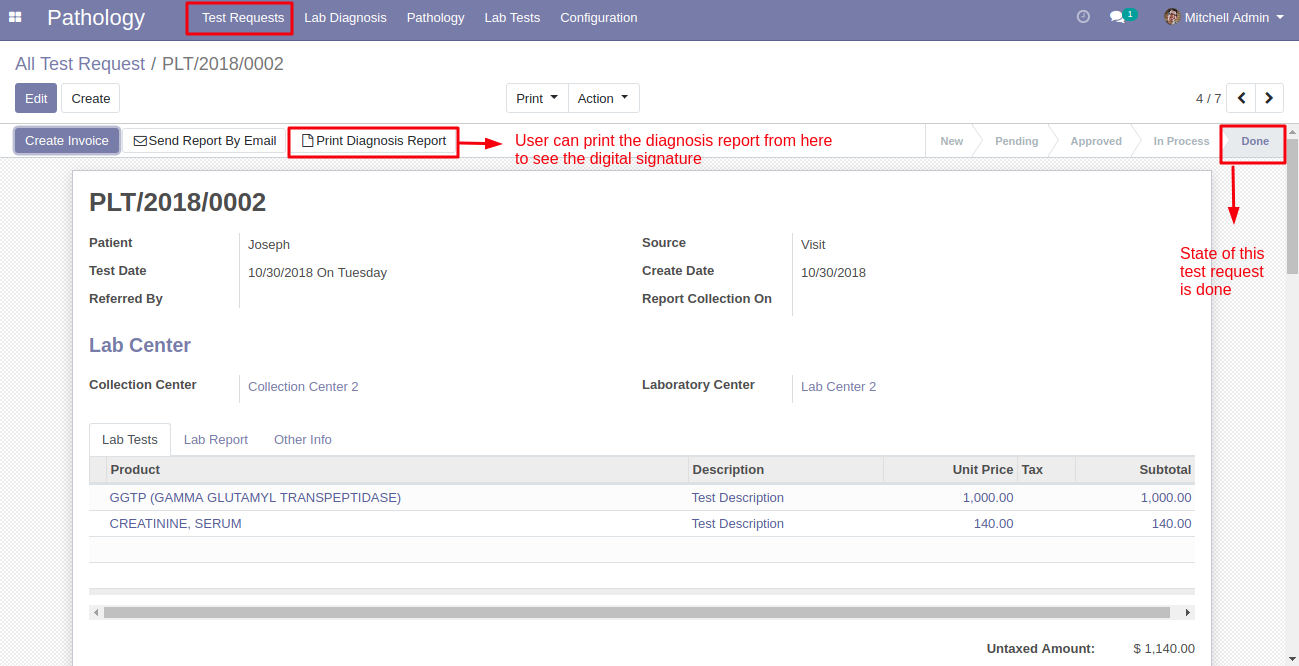 Pathology Test Requests Lab Diagnosis Pathology Lab Tests Configuration 1 Mitchell Admin
All Test Request / PLT/2018/0002
Edit Create Print Action 4 / 7
Create Invoice Send Report By Email Print Diagnosis Report New Pending Approved In Process Done
User can print the diagnosis report from here
to see the digital signature
State of this
test request
is done
PLT/2018/0002
Patient Joseph Source Visit
Test Date 10/30/2018 On Tuesday Create Date 10/30/2018
Referred By Report Collection On
Lab Center
Collection Center Collection Center 2 Laboratory Center Lab Center 2
Lab Tests Lab Report Other Info
Product Description Unit Price Tax Subtotal
GGTP (GAMMA GLUTAMYL TRANSPEPTIDASE) Test Description 1,000.00 1,000.00
CREATININE, SERUM Test Description 140.00 140.00
Untaxed Amount: $ 1,140.00